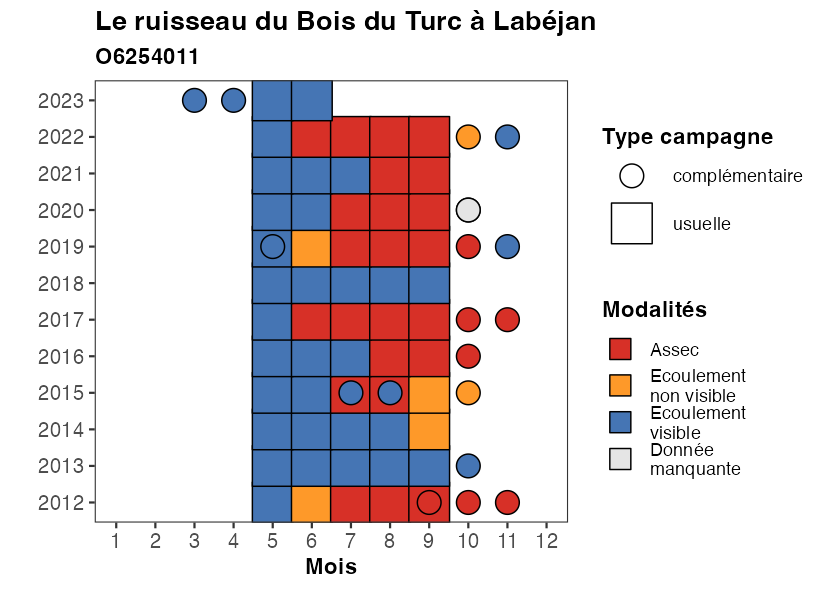 Le ruisseau du Bois du Turc à Labéjan
O6254011
2023
2022
2021
2020
2019
2018
2017
2016
2015
2014
2013
2012
1 2 3 4 5 6 7 8 9 10 11 12
Mois
Type campagne
complémentaire
usuelle
Modalités
Assec
Ecoulement
non visible
Ecoulement
visible
Donnée
manquante